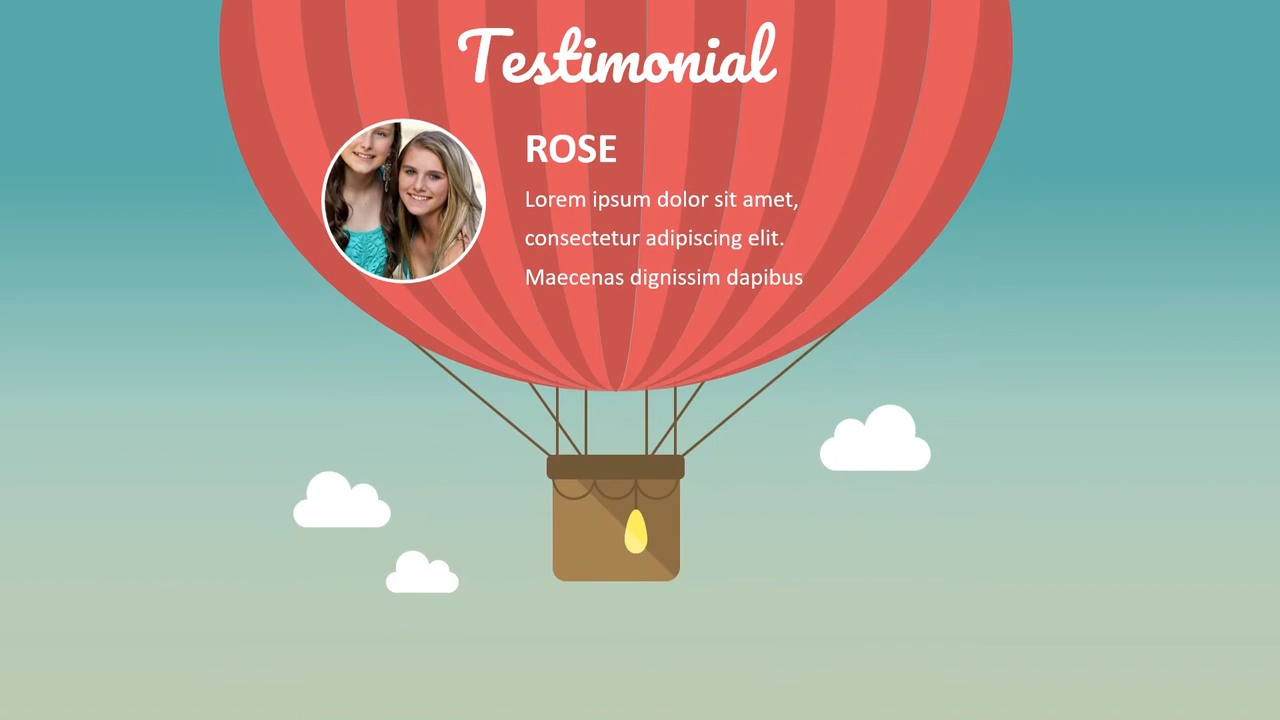 Testimonial
ROSE
Lorem ipsum dolor sit amet,
consectetur adipiscing elit.
Maecenas dignissim dapibus